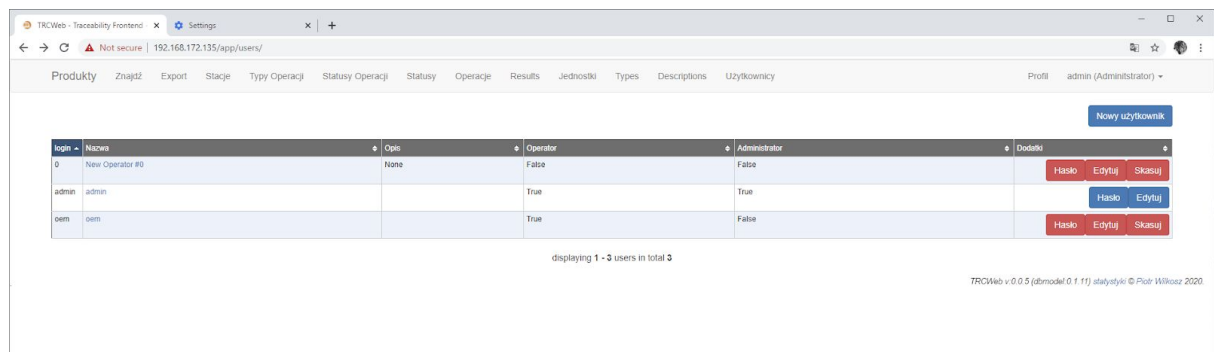 TRCWeb - Traceability Frontend
Settings
Not secure | 192.168.172.135/app/users/
Produkty Znajdź Export Stacje Typy Operacji Statusy Operacji Statusy Operacje Results Jednostki Types Descriptions Użytkownicy Profil admin (Adminitstrator)
Nowy użytkownik
login Nazwa Opis Operator Administrator Dodatki
0 New Operator #0 None False False Hasło Edytuj Skasuj
admin admin True True Hasło Edytuj
oem oem True False Hasło Edytuj Skasuj
displaying 1 - 3 users in total 3
TRCWeb v:0.0.5 (dbmodel:0.1.11) statystyki © Piotr Wilkosz 2020.